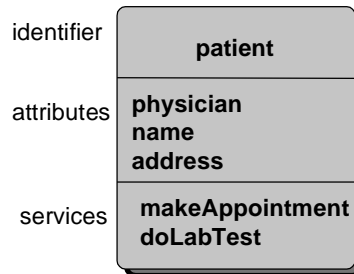 identifier
patient
attributes
physician
name
address
services
makeAppointment
doLabTest